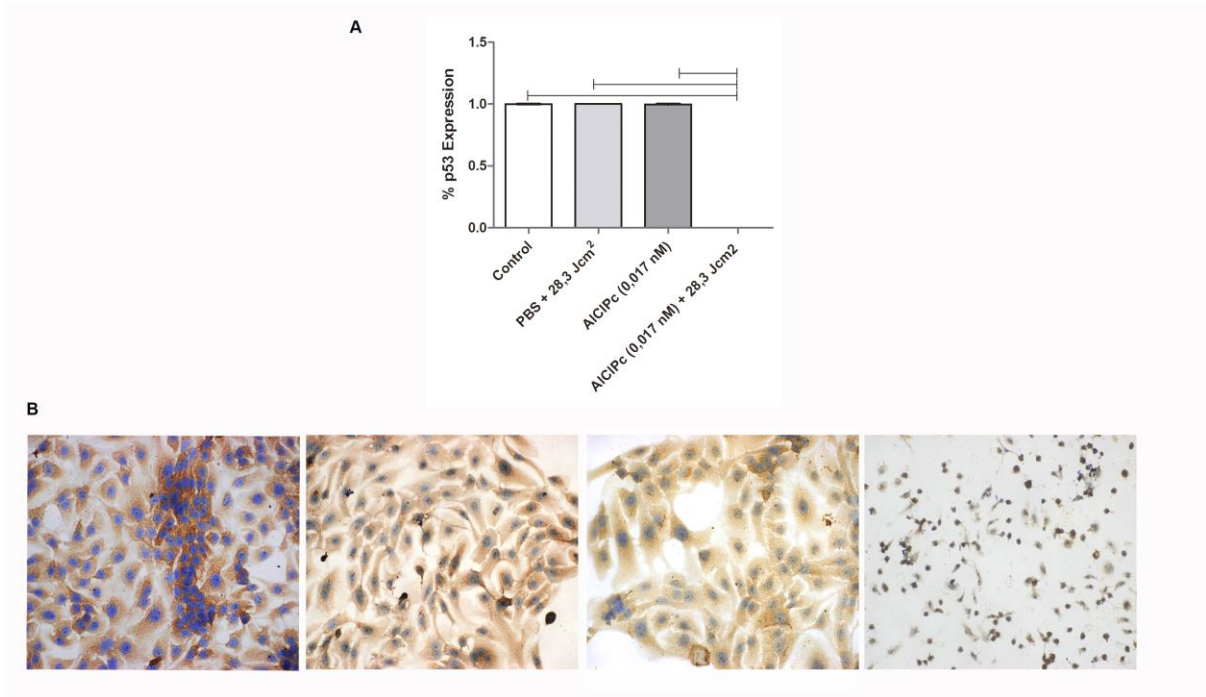 A
% p53 Expression
1.5
1.0
0.5
0.0
Control
PBS + 28,3 Jcm²
AlClPc (0,017 nM)
AlClPc (0,017 nM) + 28,3 Jcm2
B